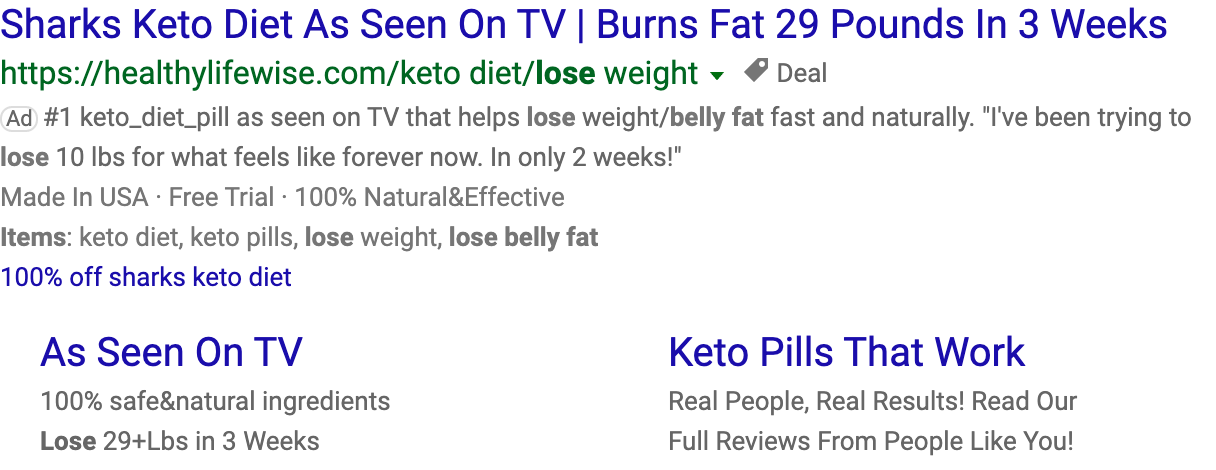 Sharks Keto Diet As Seen On TV | Burns Fat 29 Pounds In 3 Weeks
https://healthylifewise.com/keto diet/lose weight Deal
Ad #1 keto_diet_pill as seen on TV that helps lose weight/belly fat fast and naturally. "I've been trying to
lose 10 lbs for what feels like forever now. In only 2 weeks!"
Made In USA · Free Trial · 100% Natural&Effective
Items: keto diet, keto pills, lose weight, lose belly fat
100% off sharks keto diet
As Seen On TV
100% safe&natural ingredients
Lose 29+Lbs in 3 Weeks
Keto Pills That Work
Real People, Real Results! Read Our
Full Reviews From People Like You!